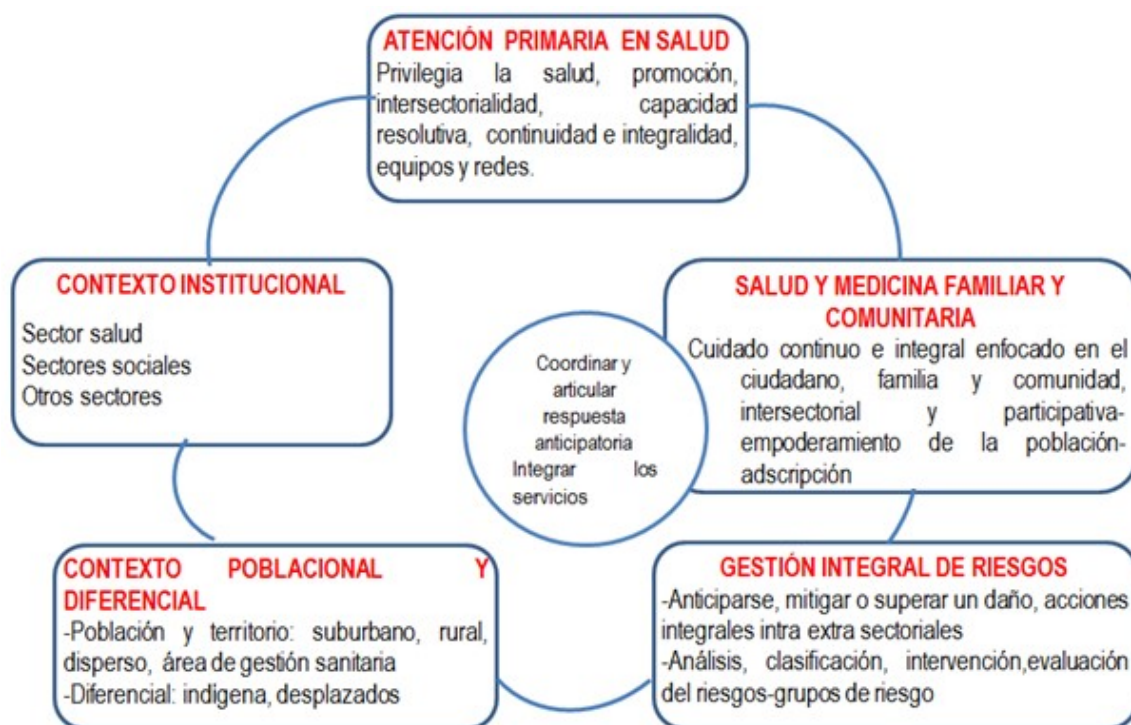 ATENCIÓN PRIMARIA EN SALUD
Privilegia la salud, promoción,
intersectorialidad, capacidad
resolutiva, continuidad e integralidad,
equipos y redes.
CONTEXTO INSTITUCIONAL
Sector salud
Sectores sociales
Otros sectores
SALUD Y MEDICINA FAMILIAR Y
COMUNITARIA
Cuidado continuo e integral enfocado en el
ciudadano, familia y comunidad,
intersectorial y participativa-
empoderamiento de la población-
adscripción
Coordinar y
articular
respuesta
anticipatoria
Integrar los
servicios
CONTEXTO POBLACIONAL Y
DIFERENCIAL
-Población y territorio: suburbano, rural,
disperso, área de gestión sanitaria
-Diferencial: indígena, desplazados
GESTIÓN INTEGRAL DE RIESGOS
-Anticiparse, mitigar o superar un daño, acciones
integrales intra extra sectoriales
-Análisis, clasificación, intervención,evaluación
del riesgos-grupos de riesgo